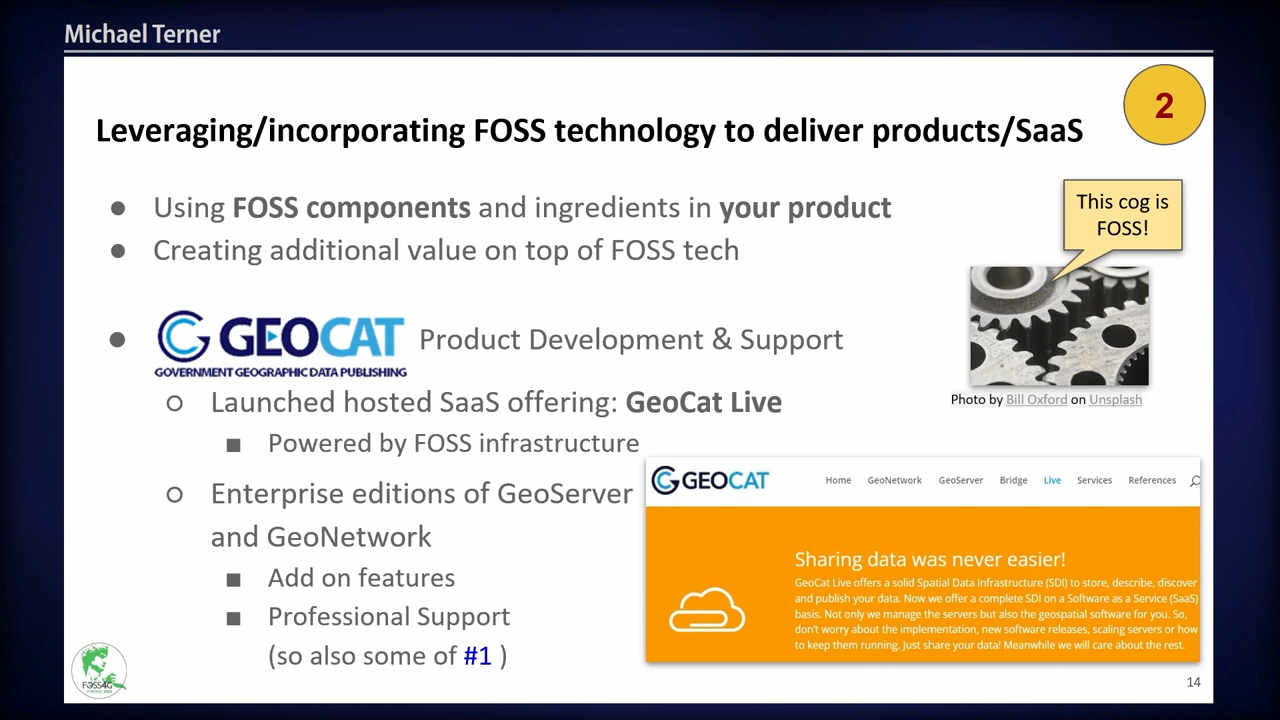 Michael Terner
2
Leveraging/incorporating FOSS technology to deliver products/SaaS
This cog is
FOSS!
● Using FOSS components and ingredients in your product
● Creating additional value on top of FOSS tech
● GEOCAT Product Development & Support
GOVERNMENT GEOGRAPHIC DATA PUBLISHING
Photo by Bill Oxford on Unsplash
○ Launched hosted SaaS offering: GeoCat Live
■ Powered by FOSS infrastructure
○ Enterprise editions of GeoServer
and GeoNetwork
■ Add on features
■ Professional Support
(so also some of #1 )
GEOCAT Home GeoNetwork GeoServer Bridge Live Services References
Sharing data was never easier!
GeoCat Live offers a solid Spatial Data Infrastructure (SDI) to store, describe, discover
and publish your data. Now we offer a complete SDI on a Software as a Service (SaaS)
basis. Not only we manage the servers but also the geospatial software for you. So,
don't worry about the implementation, new software releases, scaling servers or how
to keep them running. Just share your data! Meanwhile we will care about the rest.
FOSS4G
14